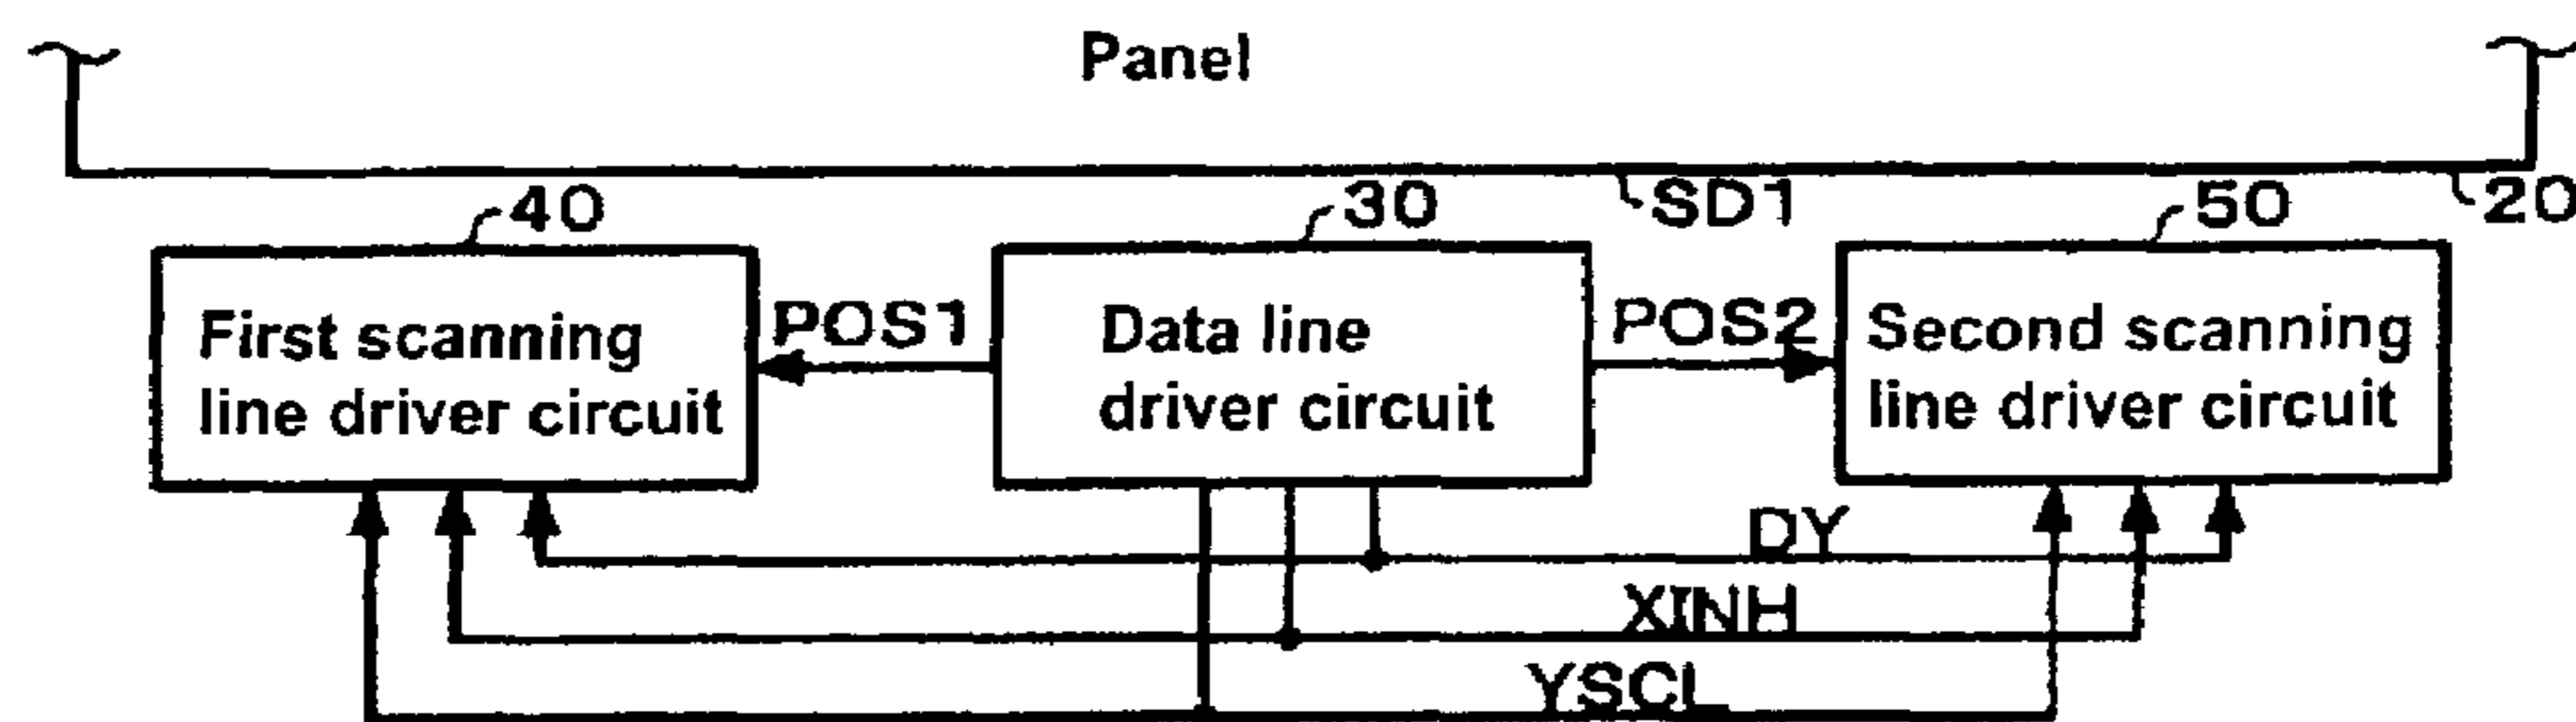 Panel
40
30
SD1
50
20
First scanning
line driver circuit
POS1
Data line
driver circuit
POS2
Second scanning
line driver circuit
DY
XINH
YSCL